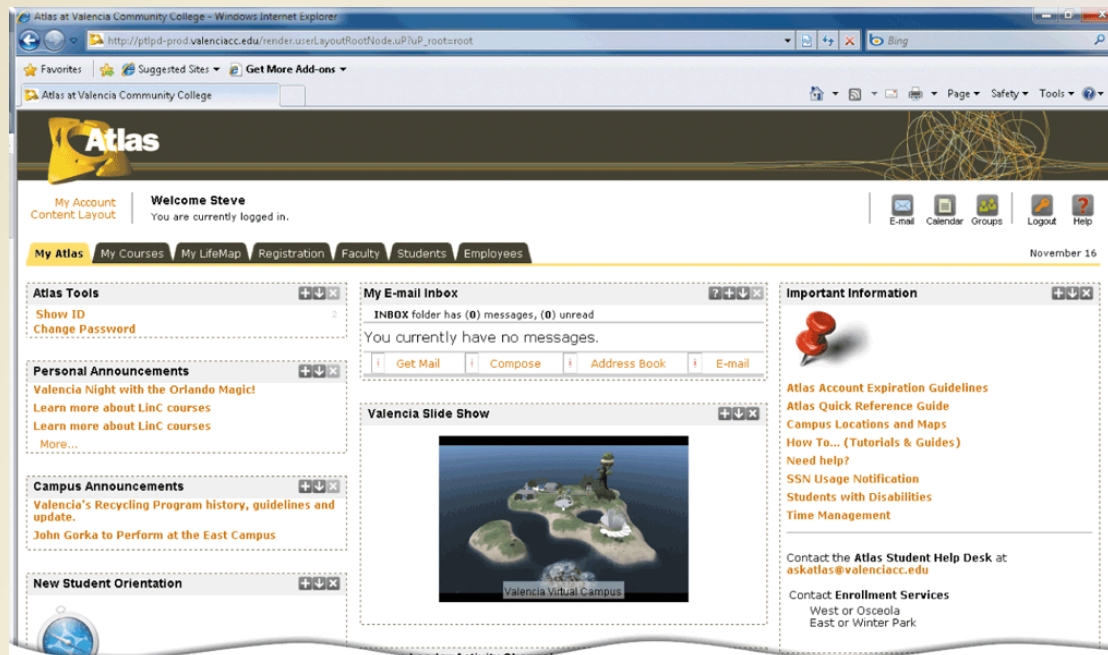 Atlas at Valencia Community College - Windows Internet Explorer
http://ptlpd-prod.valenciacc.edu/render.userLayoutRootNode.uP?uP_root=root
Bing
Favorites Suggested Sites Get More Add-ons
Atlas at Valencia Community College
Page Safety Tools
Atlas
My Account
Content Layout
Welcome Steve
You are currently logged in.
E-mail Calendar Groups Logout Help
My Atlas My Courses My LifeMap Registration Faculty Students Employees
November 16
Atlas Tools
Show ID 2
Change Password
Personal Announcements
Valencia Night with the Orlando Magic!
Learn more about LinC courses
Learn more about LinC courses
More...
Campus Announcements
Valencia's Recycling Program history, guidelines and
update.
John Gorka to Perform at the East Campus
New Student Orientation
My E-mail Inbox
INBOX folder has (0) messages, (0) unread
You currently have no messages.
Get Mail Compose Address Book E-mail
Valencia Slide Show
Valencia Virtual Campus
Important Information
Atlas Account Expiration Guidelines
Atlas Quick Reference Guide
Campus Locations and Maps
How To... (Tutorials & Guides)
Need help?
SSN Usage Notification
Students with Disabilities
Time Management
Contact the Atlas Student Help Desk at
askatlas@valenciacc.edu
Contact Enrollment Services
West or Osceola
East or Winter Park